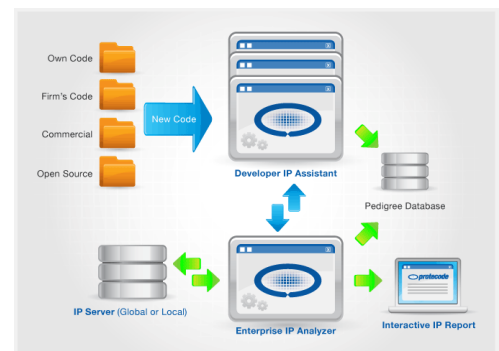 Own Code
Firm's Code
Commercial
Open Source
New Code
Developer IP Assistant
Pedigree Database
IP Server (Global or Local)
Enterprise IP Analyzer
protecode
Interactive IP Report